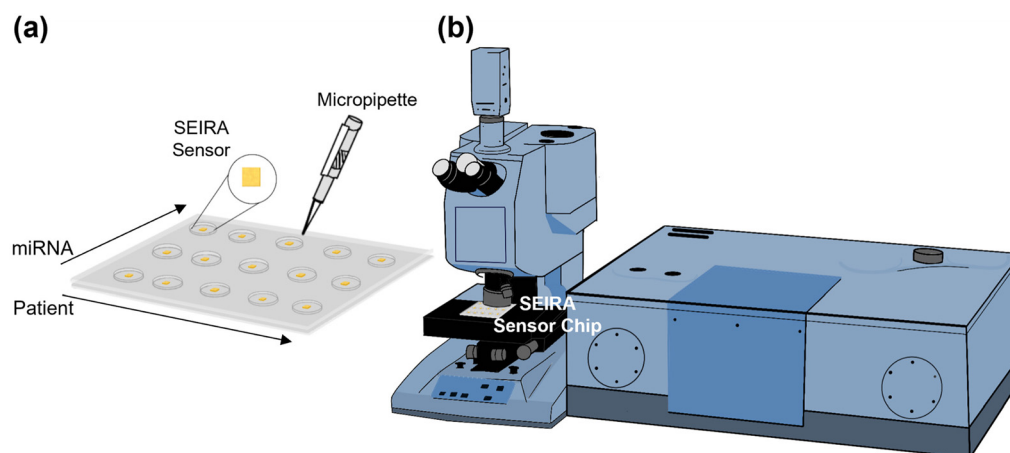 (a)
Micropipette
SEIRA
Sensor
miRNA
Patient
(b)
SEIRA
Sensor Chip